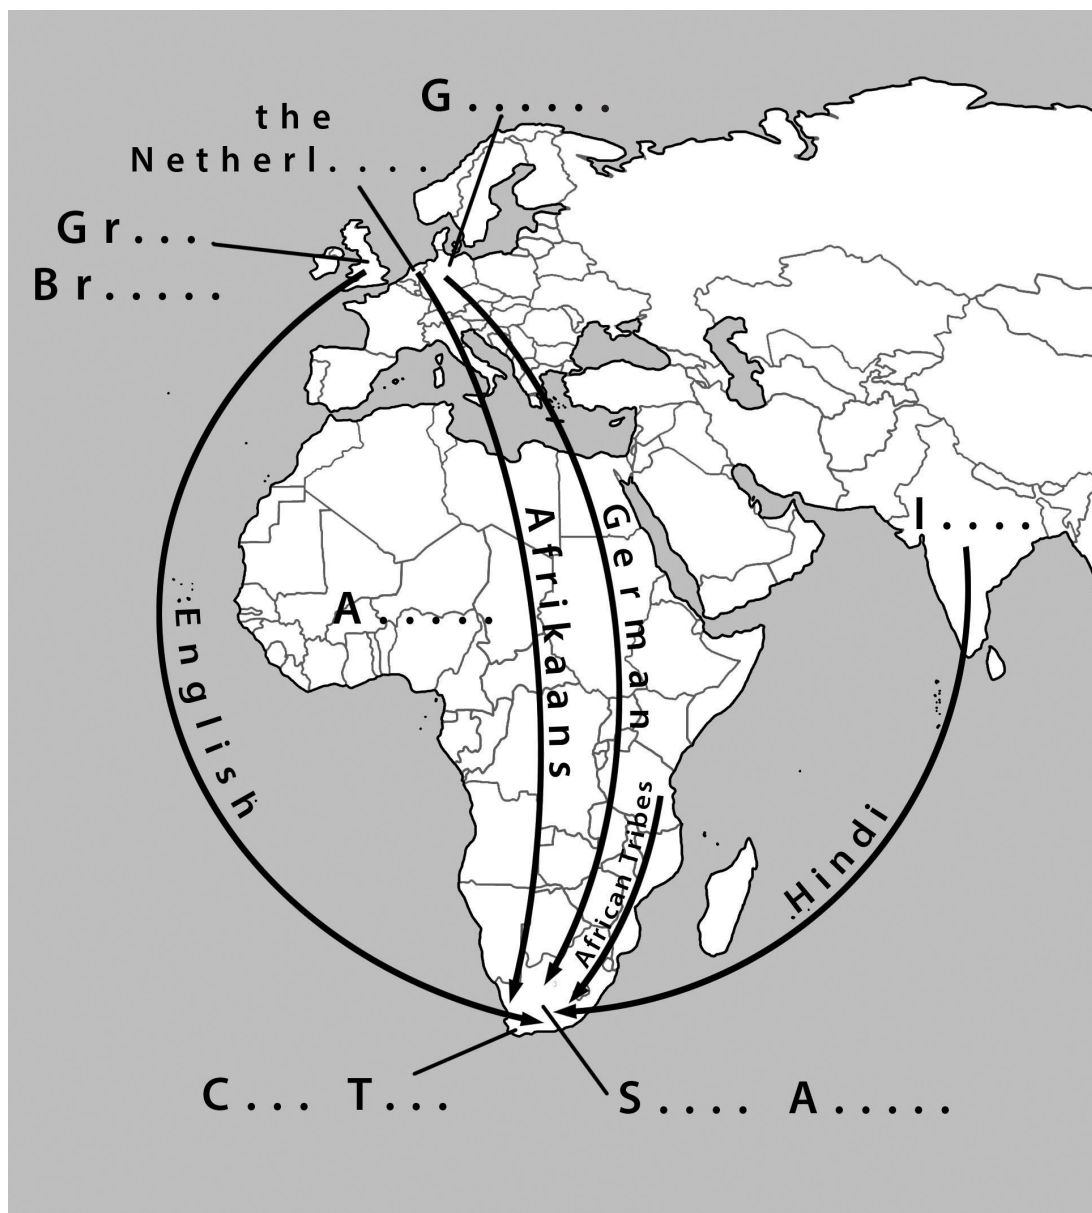 G......
the
Netherl....
Gr...
Br.....
I....
A.....
English
Afrikaans
German
African Tribes
Hindi
C... T...
S.... A.....